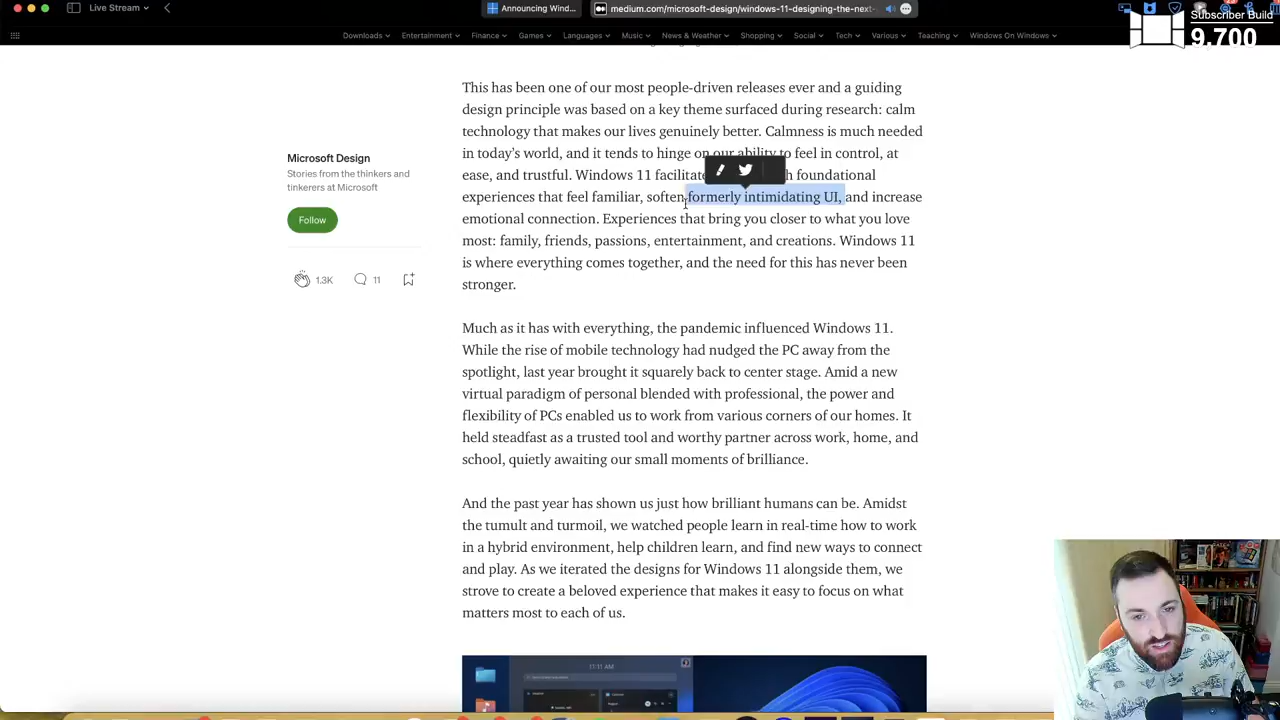 Live Stream
Announcing Wind...
medium.com/microsoft-design/windows-11-designing-the-next-
Subscriber Build
9,700
Downloads
Entertainment
Finance
Games
Languages
Music
News & Weather
Shopping
Social
Tech
Various
Teaching
Windows On Windows
This has been one of our most people-driven releases ever and a guiding
design principle was based on a key theme surfaced during research: calm
technology that makes our lives genuinely better. Calmness is much needed
in today's world, and it tends to hinge on our ability to feel in control, at
ease, and trustful. Windows 11 facilitate h foundational
experiences that feel familiar, soften formerly intimidating UI, and increase
emotional connection. Experiences that bring you closer to what you love
most: family, friends, passions, entertainment, and creations. Windows 11
is where everything comes together, and the need for this has never been
stronger.
Microsoft Design
Stories from the thinkers and
tinkerers at Microsoft
Follow
1.3K
11
Much as it has with everything, the pandemic influenced Windows 11.
While the rise of mobile technology had nudged the PC away from the
spotlight, last year brought it squarely back to center stage. Amid a new
virtual paradigm of personal blended with professional, the power and
flexibility of PCs enabled us to work from various corners of our homes. It
held steadfast as a trusted tool and worthy partner across work, home, and
school, quietly awaiting our small moments of brilliance.
And the past year has shown us just how brilliant humans can be. Amidst
the tumult and turmoil, we watched people learn in real-time how to work
in a hybrid environment, help children learn, and find new ways to connect
and play. As we iterated the designs for Windows 11 alongside them, we
strove to create a beloved experience that makes it easy to focus on what
matters most to each of us.
11:11 AM